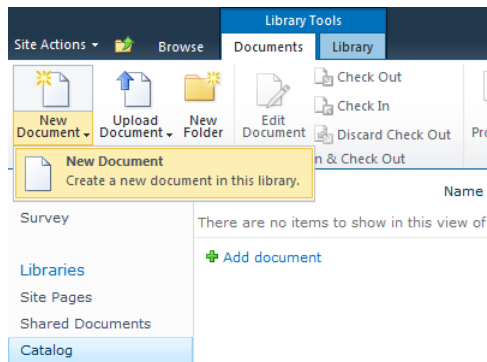 Library Tools
Site Actions Browse Documents Library
New Document
Upload Document
New Folder
Edit Document
Check Out
Check In
Discard Check Out
n & Check Out
New Document
Create a new document in this library.
Name
Survey
There are no items to show in this view of
Add document
Libraries
Site Pages
Shared Documents
Catalog